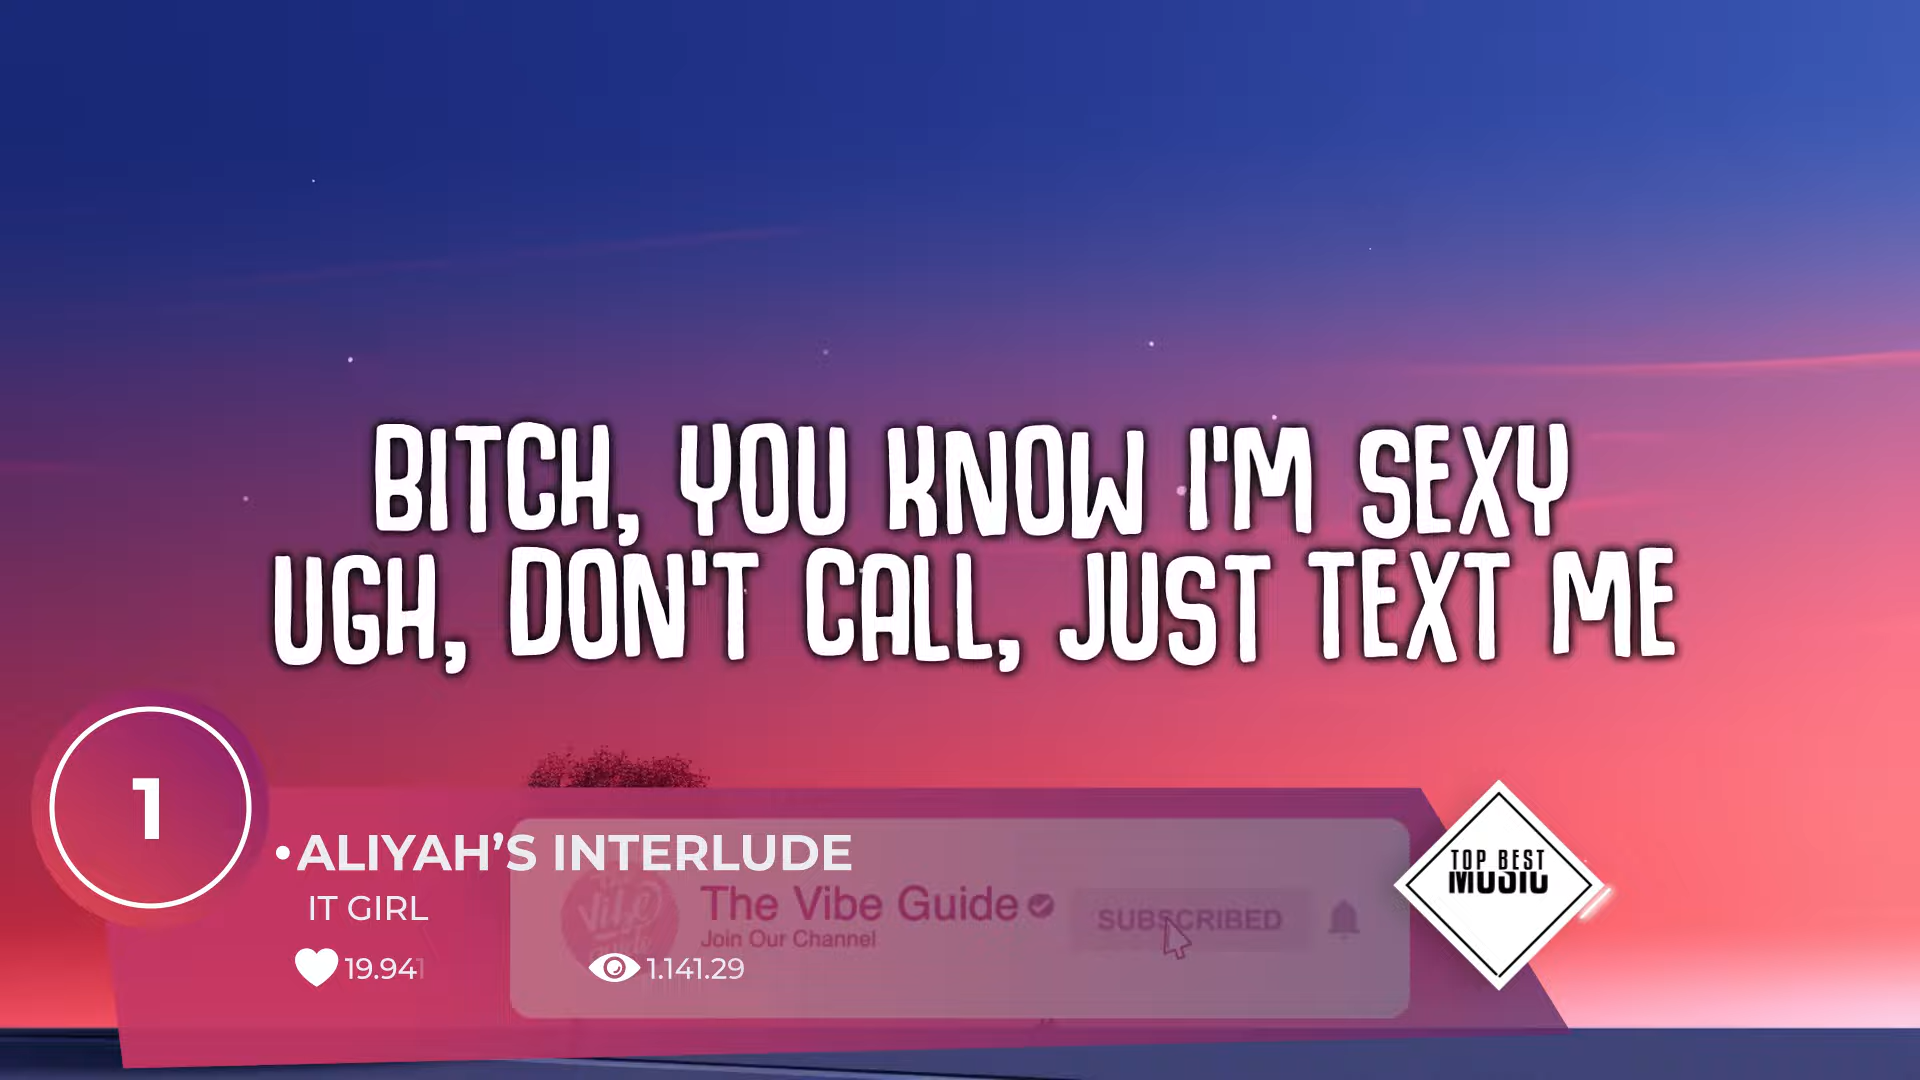 BITCH, YOU KNOW I'M SEXY
UGH, DON'T CALL, JUST TEXT ME
1
•ALIYAH’S INTERLUDE
IT GIRL
19.941
1.141.29
The Vibe Guide
Join Our Channel
SUBSCRIBED
TOP BEST
MUSIC